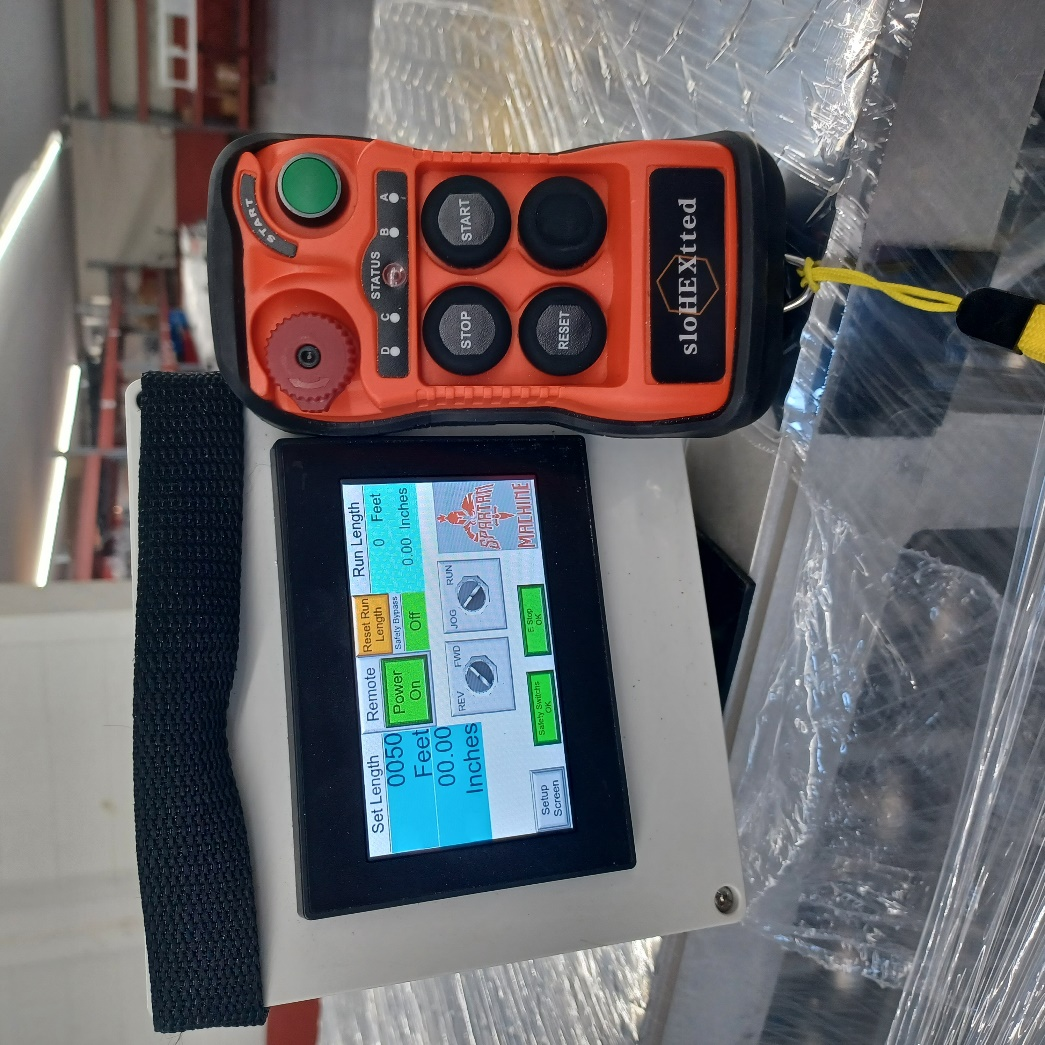 Set Length
0050
Feet
00.00
Inches
Remote
Power
On
Reset Run
Length
Safety Bypass
Off
Run Length
0 Feet
0.00 Inches
REV FWD
JOG RUN
SPARTAN
MACHINE
Setup
Screen
Safety Switch's
OK
E-Stop
OK
START
STATUS
D C B A
STOP START
RESET
sloHEXtted